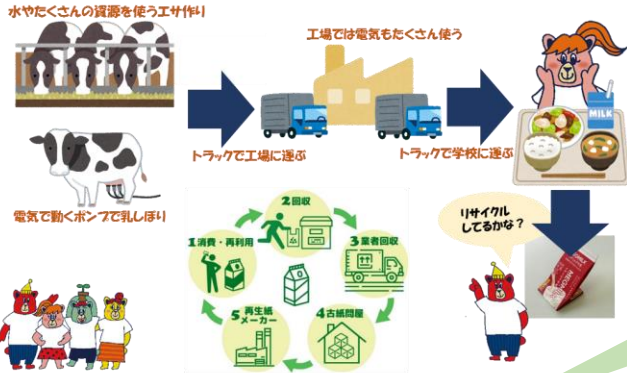 水やたくさんの資源を使うエサ作り
工場では電気もたくさん使う
MILK
トラックで工場に運ぶ
トラックで学校に運ぶ
電気で動くポンプで乳しぼり
2回収
1消費・再利用
3業者回収
リサイクル
してるかな?
5再生紙
メーカー
4古紙問屋